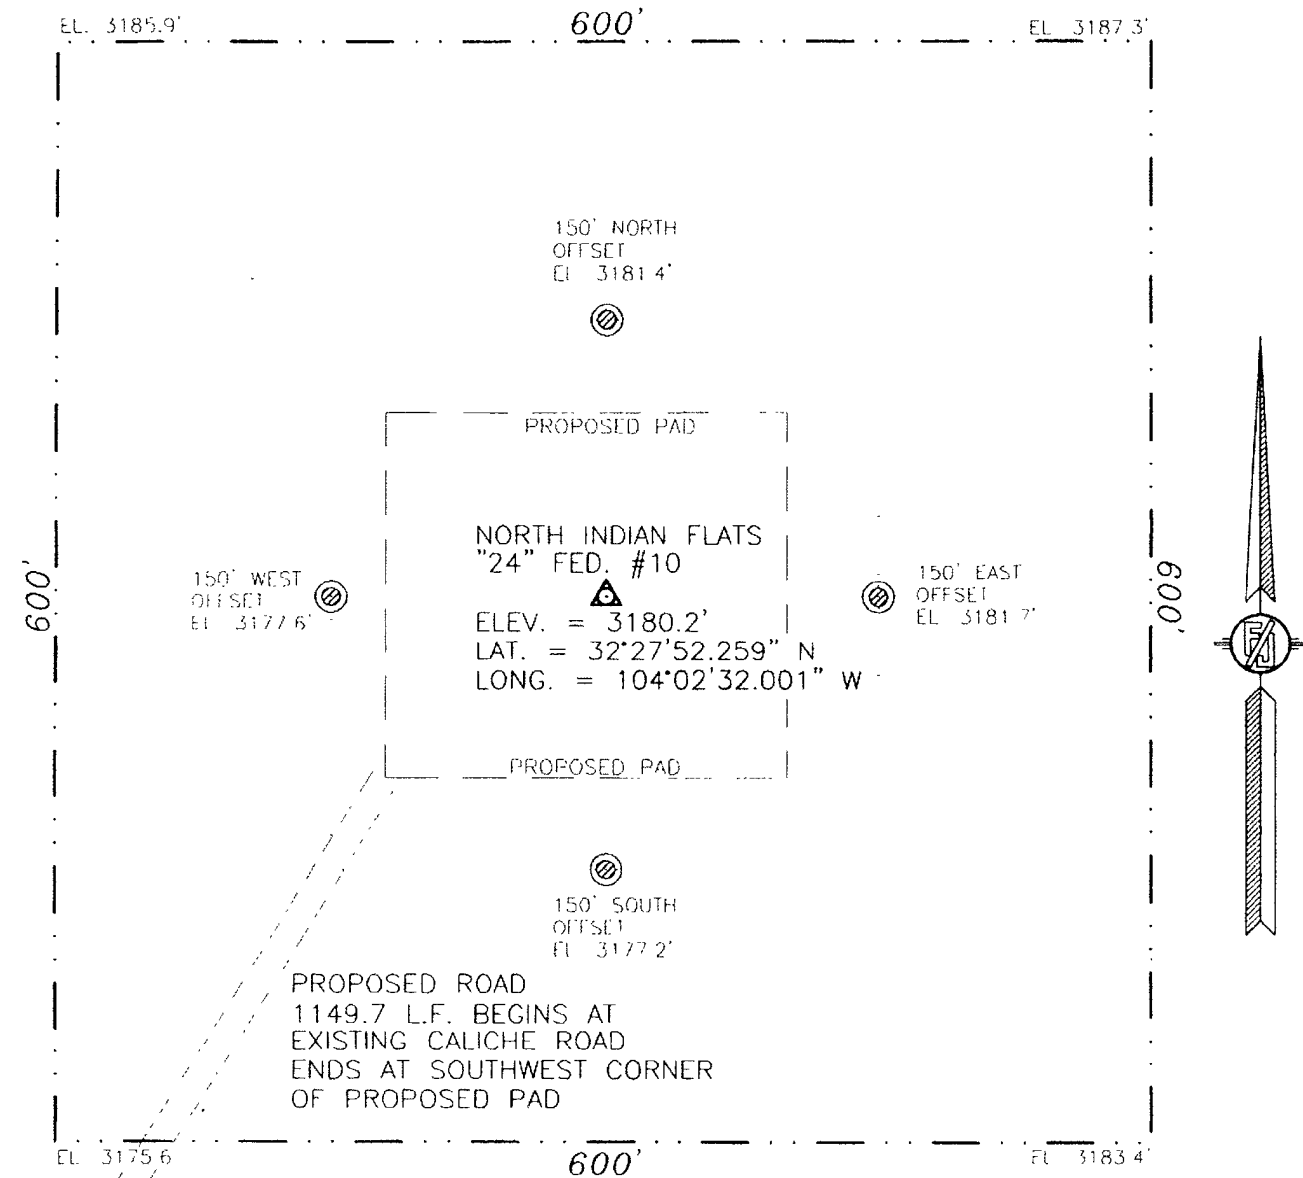 EL. 3185.9'
600'
EL 3187.3'
150' NORTH
OFFSET
EL 3181.4'
PROPOSED PAD
NORTH INDIAN FLATS
"24" FED. #10
ELEV. = 3180.2'
LAT. = 32°27'52.259" N
LONG. = 104°02'32.001" W
600'
150' WEST
OFFSET
EL 3177.6'
150' EAST
OFFSET
EL 3181.7'
600'
PROPOSED PAD
150' SOUTH
OFFSET
EL 3177.2'
PROPOSED ROAD
1149.7 L.F. BEGINS AT
EXISTING CALICHE ROAD
ENDS AT SOUTHWEST CORNER
OF PROPOSED PAD
EL 3175.6
600'
EL 3183.4'